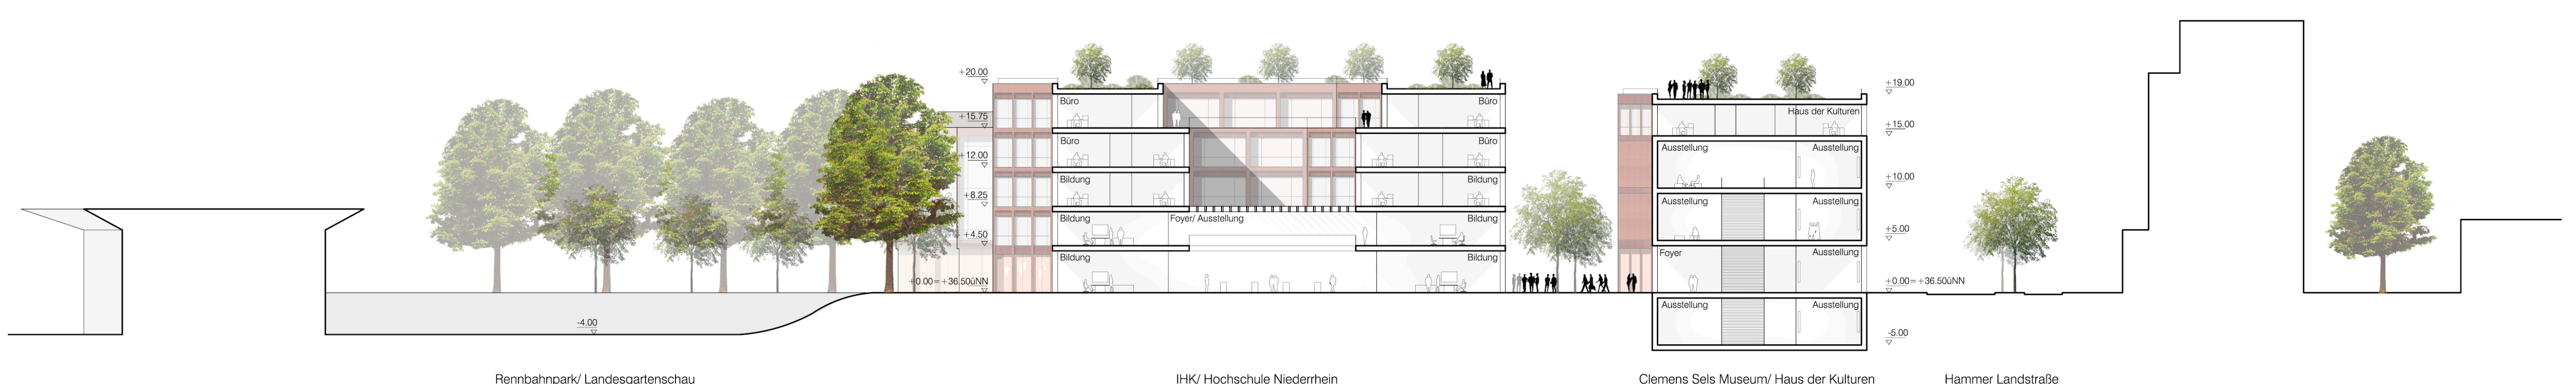 +20.00
+15.75
+12.00
+8.25
+4.50
+0.00=+36.50üNN
-4.00
Büro
Büro
Büro
Büro
Bildung
Bildung
Bildung
Foyer/ Ausstellung
Bildung
Bildung
Bildung
Haus der Kulturen
Ausstellung
Ausstellung
Ausstellung
Ausstellung
Foyer
Ausstellung
Ausstellung
Ausstellung
+19.00
+15.00
+10.00
+5.00
+0.00=+36.50üNN
-5.00
Rennbahnpark/ Landesgartenschau
IHK/ Hochschule Niederrhein
Clemens Sels Museum/ Haus der Kulturen
Hammer Landstraße